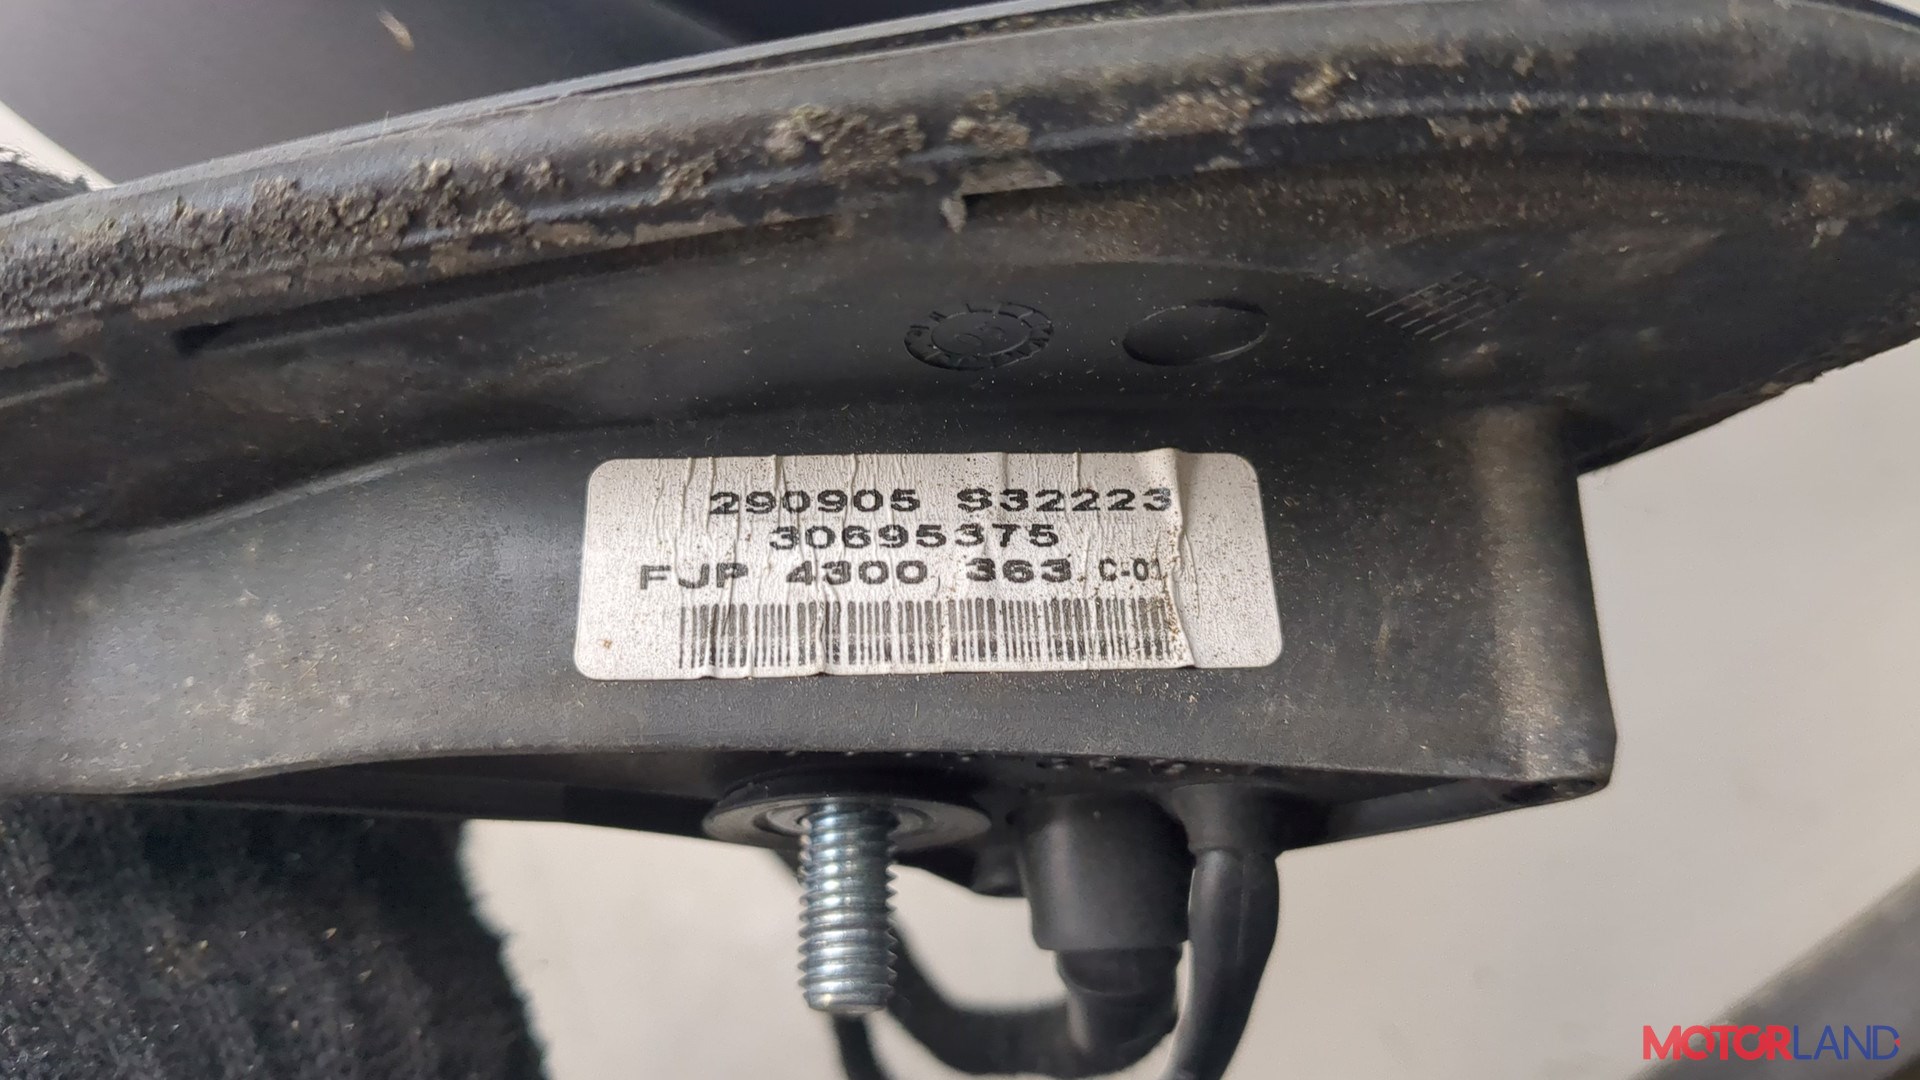 290905 S32223
30695375
FJP 4300 363 C-01
MOTORLAND